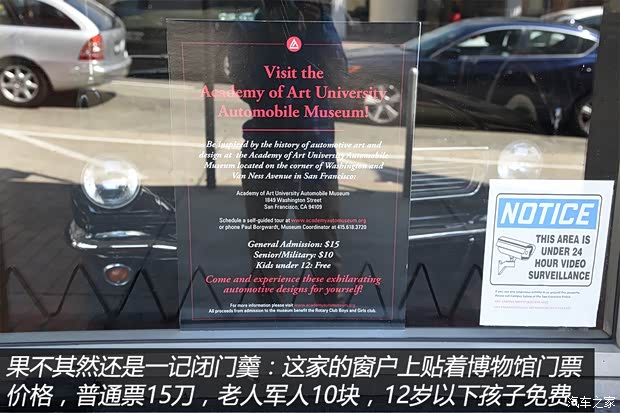 Visit the
Academy of Art University
Automobile Museum!
Be inspired by the history of automotive art and
design at the Academy of Art University Automobile
Museum located on the corner of Washington and
Van Ness Avenue in San Francisco:
Academy of Art University Automobile Museum
1849 Washington Street
San Francisco, CA 94109
Schedule a self-guided tour at www.academyautomuseum.org
or phone Paul Borgwardt, Museum Coordinator at 415.618.3720
General Admission: $15
Senior/Military: $10
Kids under 12: Free
Come and experience these exhilarating
automotive designs for yourself!
For more information please visit www.academyautomuseum.org
All proceeds from admission to the museum benefit the Rotary Club Boys and Girls club.
NOTICE
THIS AREA IS
UNDER 24
HOUR VIDEO
SURVEILLANCE
果不其然还是一记闭门羹：这家的窗户上贴着博物馆门票
价格，普通票15刀，老人军人10块，12岁以下孩子免费。
汽车之家